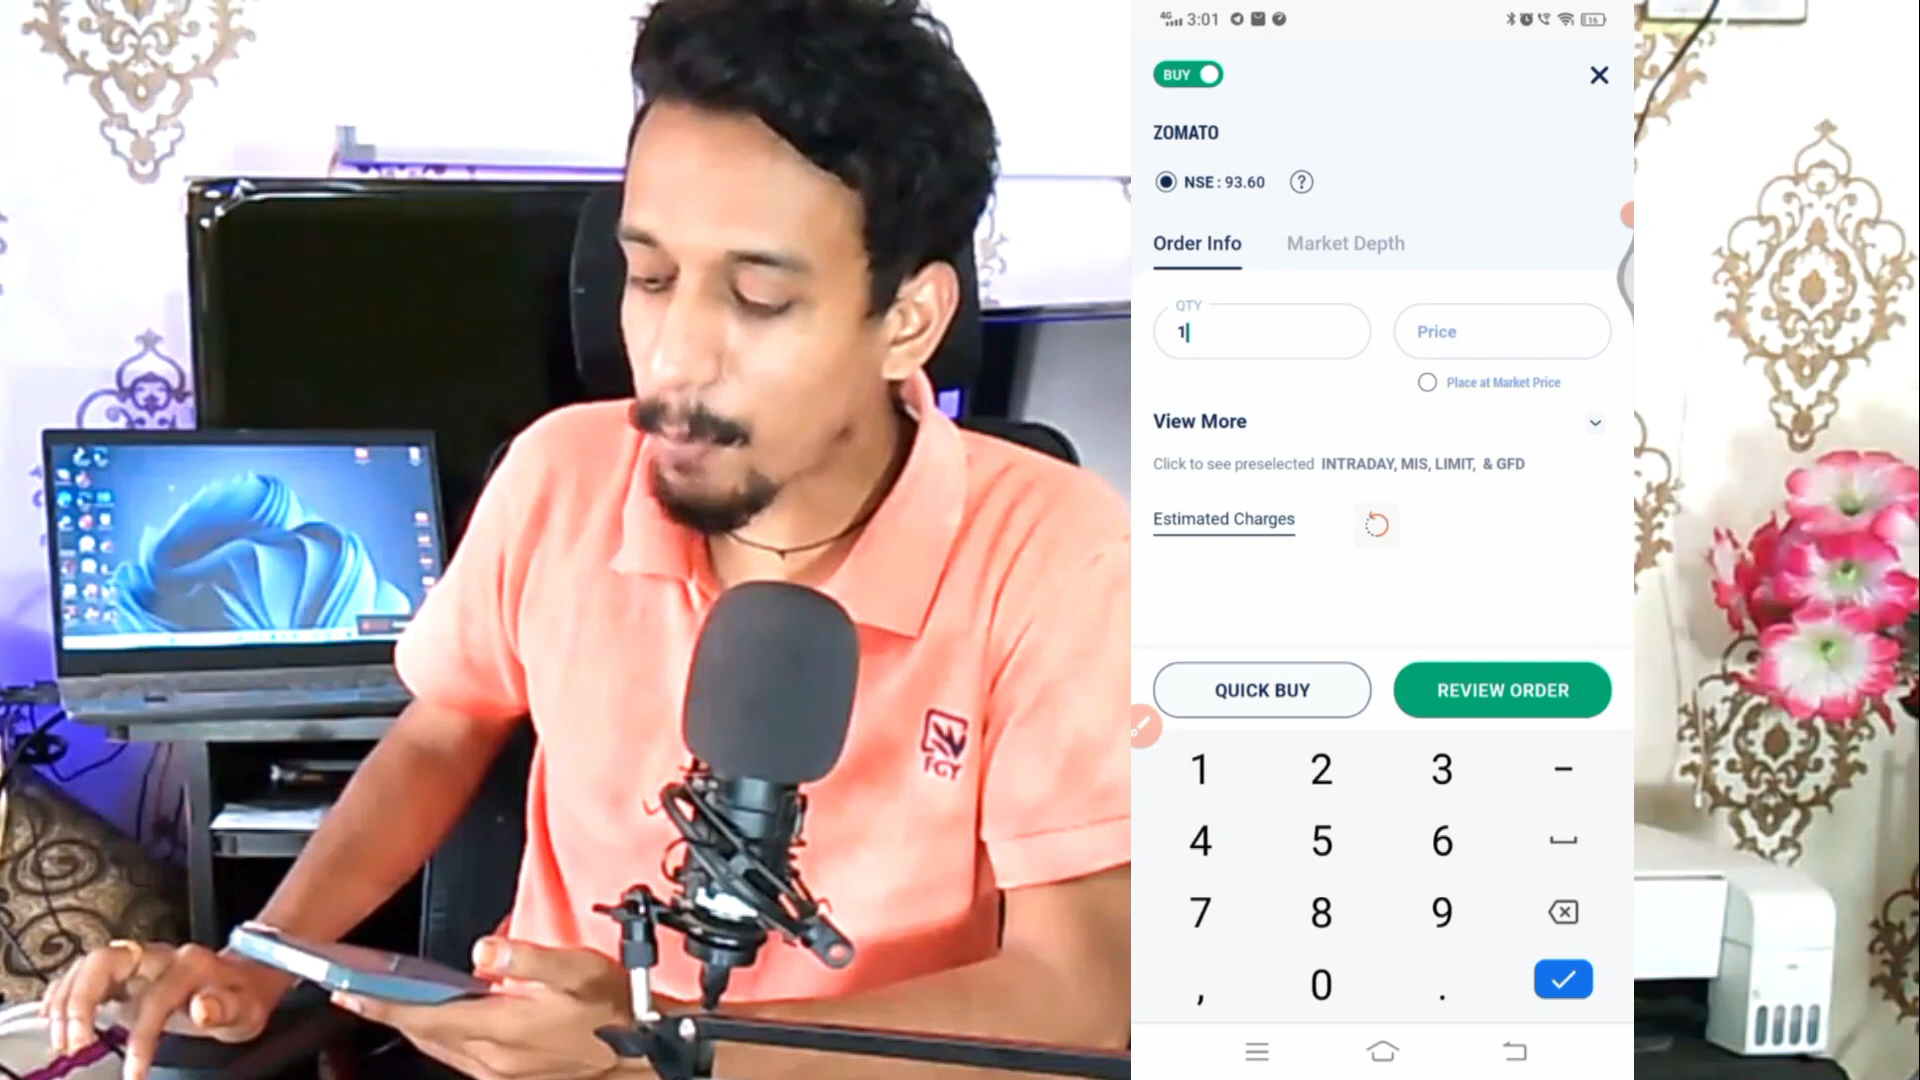 4G 3:01
16
BUY
ZOMATO
NSE : 93.60 ?
Order Info Market Depth
QTY
1
Price
Place at Market Price
View More
Click to see preselected INTRADAY, MIS, LIMIT, & GFD
Estimated Charges
QUICK BUY REVIEW ORDER
1 2 3 -
4 5 6
7 8 9
, 0 .